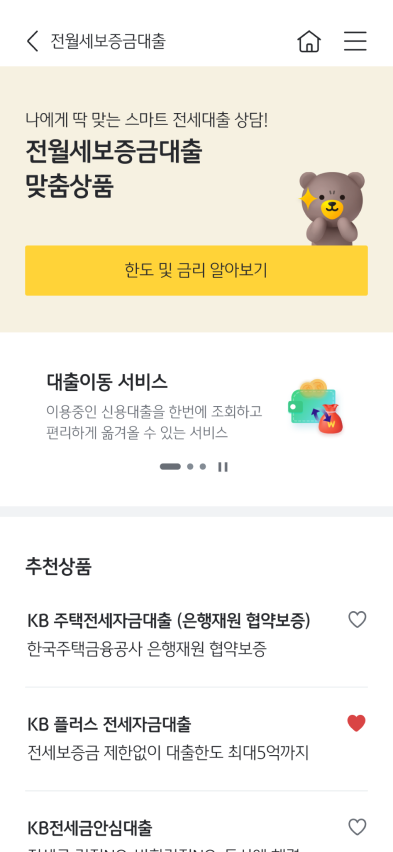 전월세보증금대출
나에게 딱 맞는 스마트 전세대출 상담!
전월세보증금대출
맞춤상품
한도 및 금리 알아보기
대출이동 서비스
이용중인 신용대출을 한번에 조회하고
편리하게 옮겨올 수 있는 서비스
추천상품
KB 주택전세자금대출 (은행재원 협약보증)
한국주택금융공사 은행재원 협약보증
KB 플러스 전세자금대출
전세보증금 제한없이 대출한도 최대5억까지
KB전세금안심대출